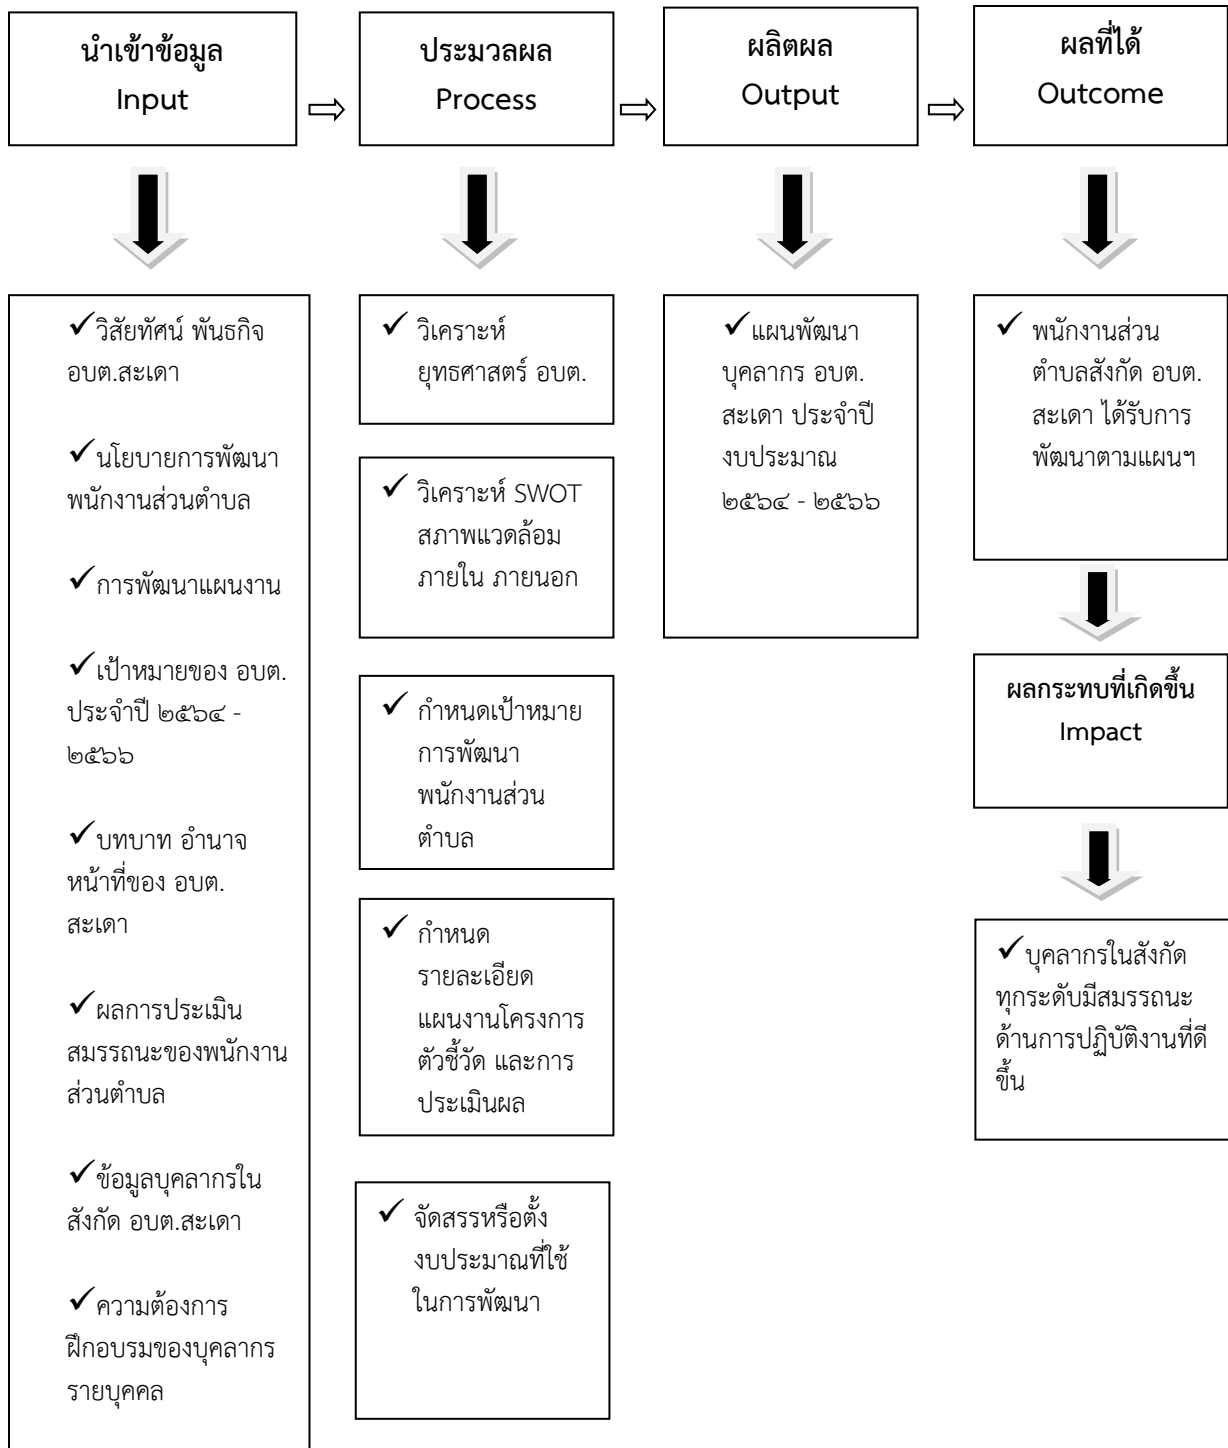 นำเข้าข้อมูล
Input
ประมวลผล
Process
ผลิตผล
Output
ผลที่ได้
Outcome
✓วิสัยทัศน์ พันธกิจ
อบต.สะเดา
✓นโยบายการพัฒนา
พนักงานส่วนตำบล
✓การพัฒนาแผนงาน
✓เป้าหมายของ อบต.
ประจำปี ๒๕๖๔ -
๒๕๖๖
✓บทบาท อำนาจ
หน้าที่ของ อบต.
สะเดา
✓ผลการประเมิน
สมรรถนะของพนักงาน
ส่วนตำบล
✓ข้อมูลบุคลากรใน
สังกัด อบต.สะเดา
✓ความต้องการ
ฝึกอบรมของบุคลากร
รายบุคคล
✓ วิเคราะห์
ยุทธศาสตร์ อบต.
✓ วิเคราะห์ SWOT
สภาพแวดล้อม
ภายใน ภายนอก
✓ กำหนดเป้าหมาย
การพัฒนา
พนักงานส่วน
ตำบล
✓ กำหนด
รายละเอียด
แผนงานโครงการ
ตัวชี้วัด และการ
ประเมินผล
✓ จัดสรรหรือตั้ง
งบประมาณที่ใช้
ในการพัฒนา
✓แผนพัฒนา
บุคลากร อบต.
สะเดา ประจำปี
งบประมาณ
๒๕๖๔ - ๒๕๖๖
✓ พนักงานส่วน
ตำบลสังกัด อบต.
สะเดา ได้รับการ
พัฒนาตามแผนฯ
ผลกระทบที่เกิดขึ้น
Impact
✓บุคลากรในสังกัด
ทุกระดับมีสมรรถนะ
ด้านการปฏิบัติงานที่ดี
ขึ้น